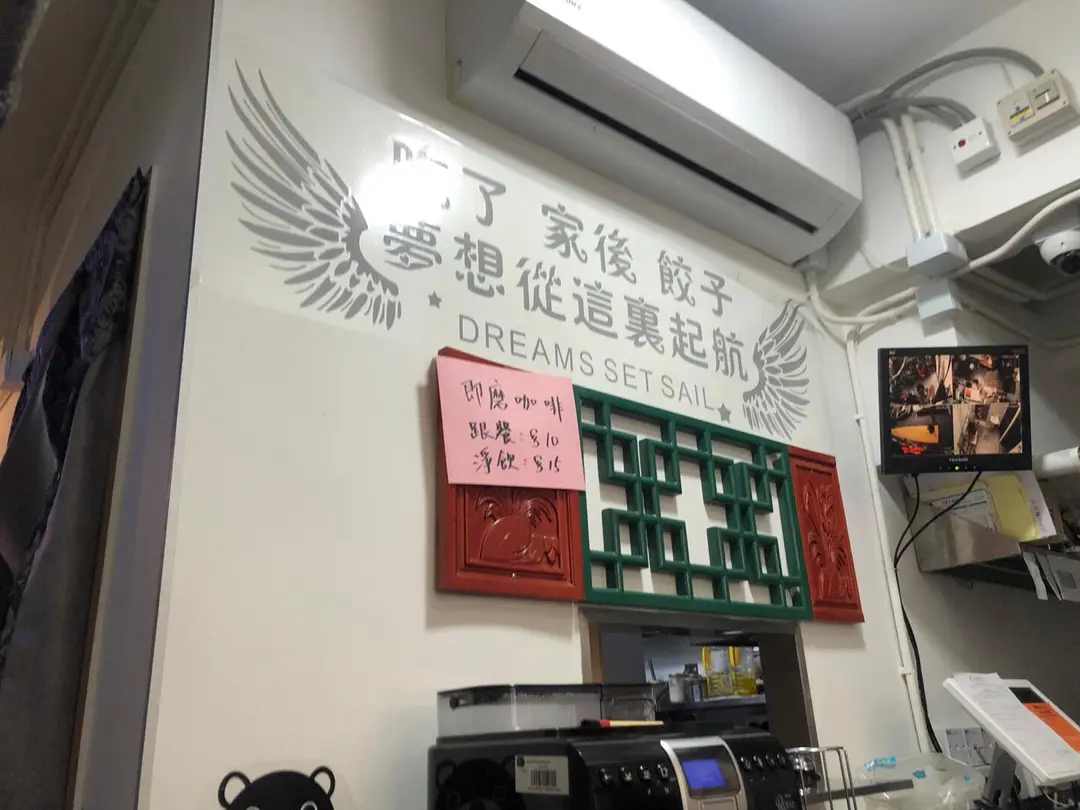 了 家後 餃子
夢想從這裏起航
DREAMS SET SAIL
即磨咖啡
跟餐:$10
淨飲:$15
ViewSonic